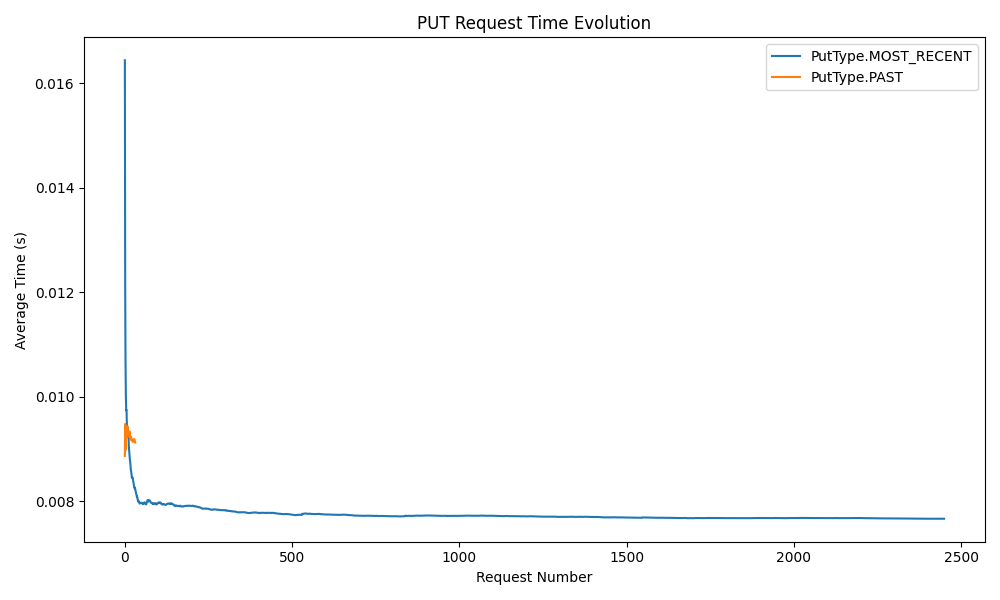 PUT Request Time Evolution
PutType.MOST_RECENT
PutType.PAST
Average Time (s)
0.016
0.014
0.012
0.010
0.008
0
500
1000
1500
2000
2500
Request Number